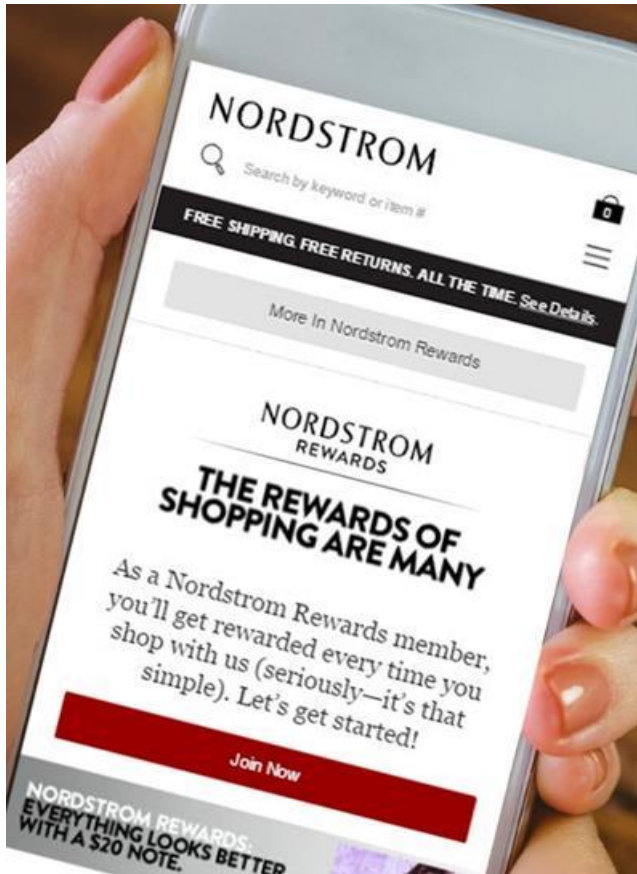 NORDSTROM
Search by keyword or item #
0
FREE SHIPPING. FREE RETURNS. ALL THE TIME. See Details.
More In Nordstrom Rewards
NORDSTROM
REWARDS
THE REWARDS OF
SHOPPING ARE MANY
As a Nordstrom Rewards member,
you'll get rewarded every time you
shop with us (seriously—it's that
simple). Let's get started!
Join Now
NORDSTROM REWARDS:
EVERYTHING LOOKS BETTER
WITH A $20 NOTE.